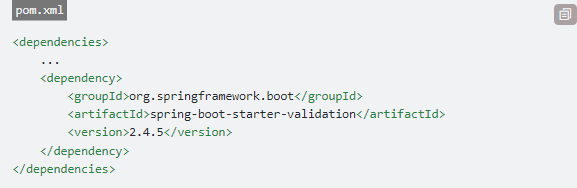 pom.xml
<dependencies>
    ...
    <dependency>
        <groupId>org.springframework.boot</groupId>
        <artifactId>spring-boot-starter-validation</artifactId>
        <version>2.4.5</version>
    </dependency>
</dependencies>